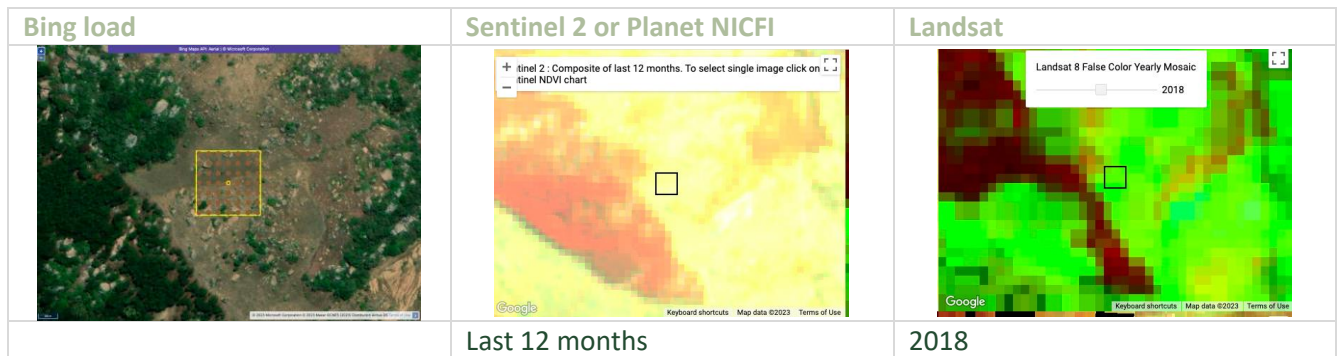 Bing load
Sentinel 2 or Planet NICFI
Landsat
Bing Maps API: Aerial | © Microsoft Corporation
+ tinel 2 : Composite of last 12 months. To select single image click on
− tinel NDVI chart
Google
Keyboard shortcuts Map data ©2023 Terms of Use
Landsat 8 False Color Yearly Mosaic
2018
Google
Keyboard shortcuts Map data ©2023 Terms of Use
Last 12 months
2018